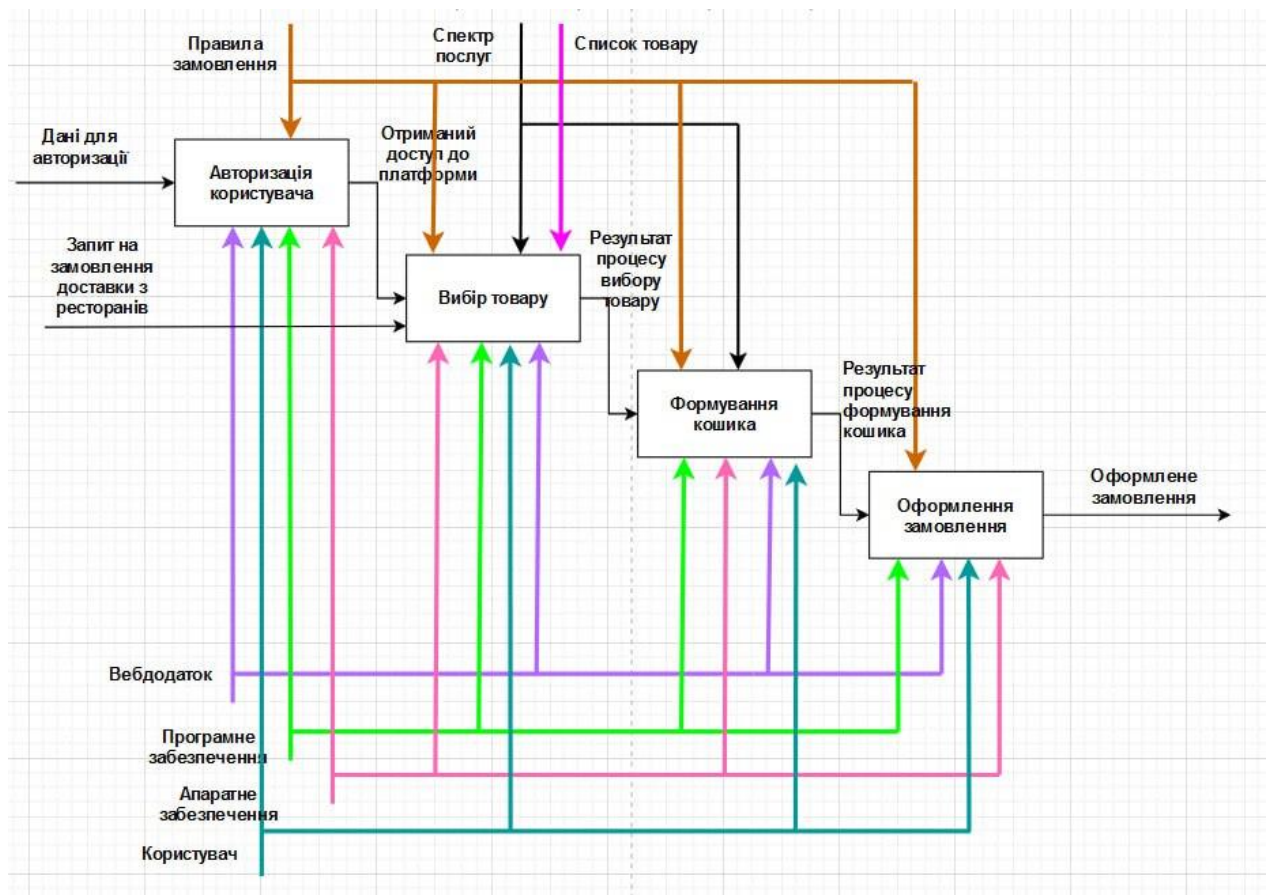 Правила
замовлення
Спектр
послуг
Список товару
Дані для
авторизації
Авторизація
користувача
Отриманий
доступ до
платформи
Запит на
замовлення
доставки з
ресторанів
Вибір товару
Результат
процесу
вибору
товару
Формування
кошика
Результат
процесу
формування
кошика
Оформлення
замовлення
Оформлене
замовлення
Вебдодаток
Програмне
забезпечення
Апаратне
забезпечення
Користувач